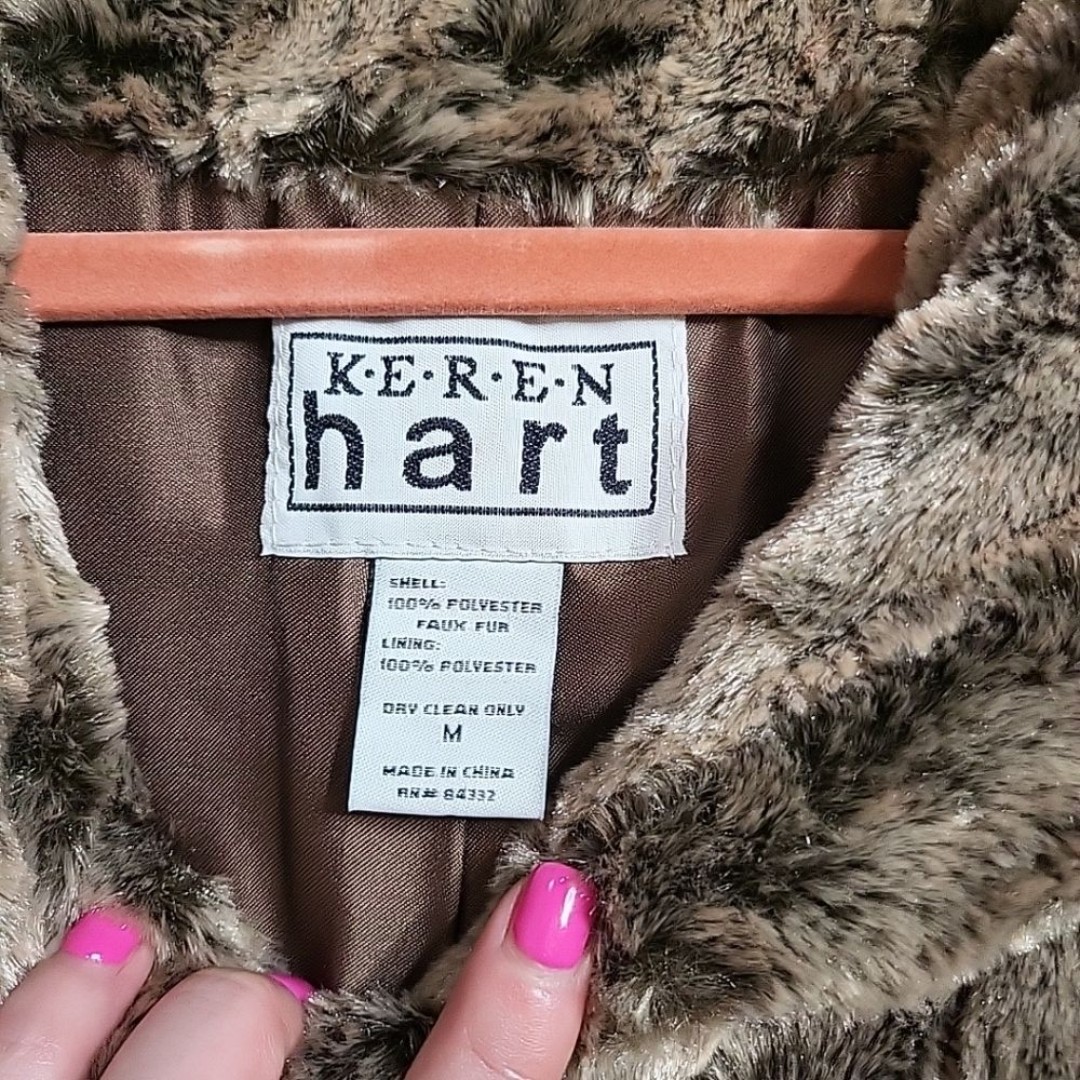 K·E·R·E·N
hart
SHELL:
100% POLYESTER
FAUX FUR
LINING:
100% POLYESTER
DRY CLEAN ONLY
M
MADE IN CHINA
RN# 84332